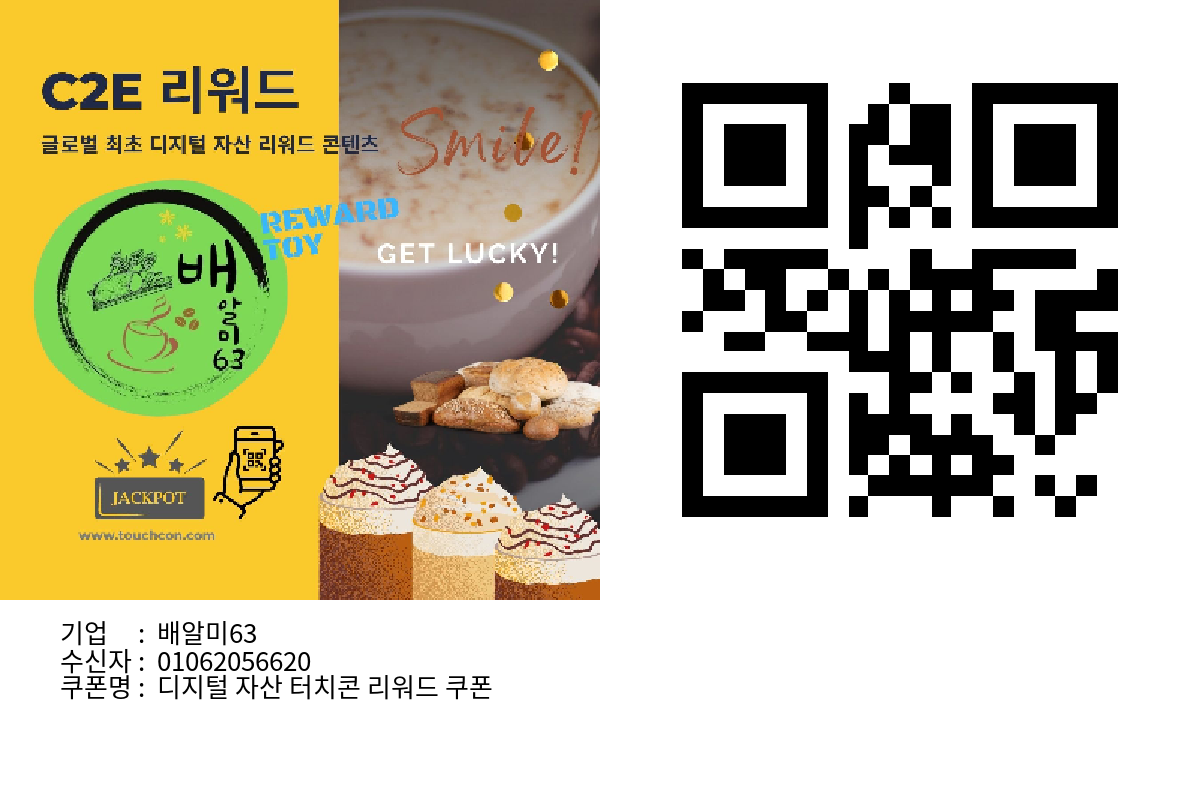 C2E 리워드
글로벌 최초 디지털 자산 리워드 콘텐츠
Smile!
REWARD
TOY
GET LUCKY!
배
알
미
63
JACKPOT
www.touchcon.com
기업 : 배알미63
수신자 : 01062056620
쿠폰명 : 디지털 자산 터치콘 리워드 쿠폰